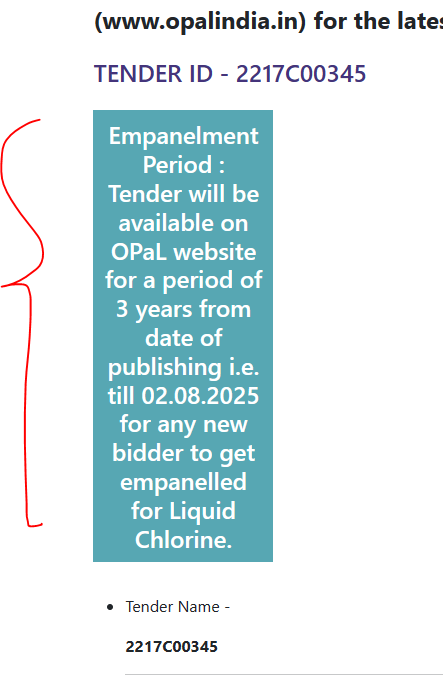 (www.opalindia.in) for the
TENDER ID - 2217C00345
Empanelment
Period :
Tender will be
available on
OPaL website
for a period of
3 years from
date of
publishing i.e.
till 02.08.2025
for any new
bidder to get
empanelled
for Liquid
Chlorine.
Tender Name -
2217C00345